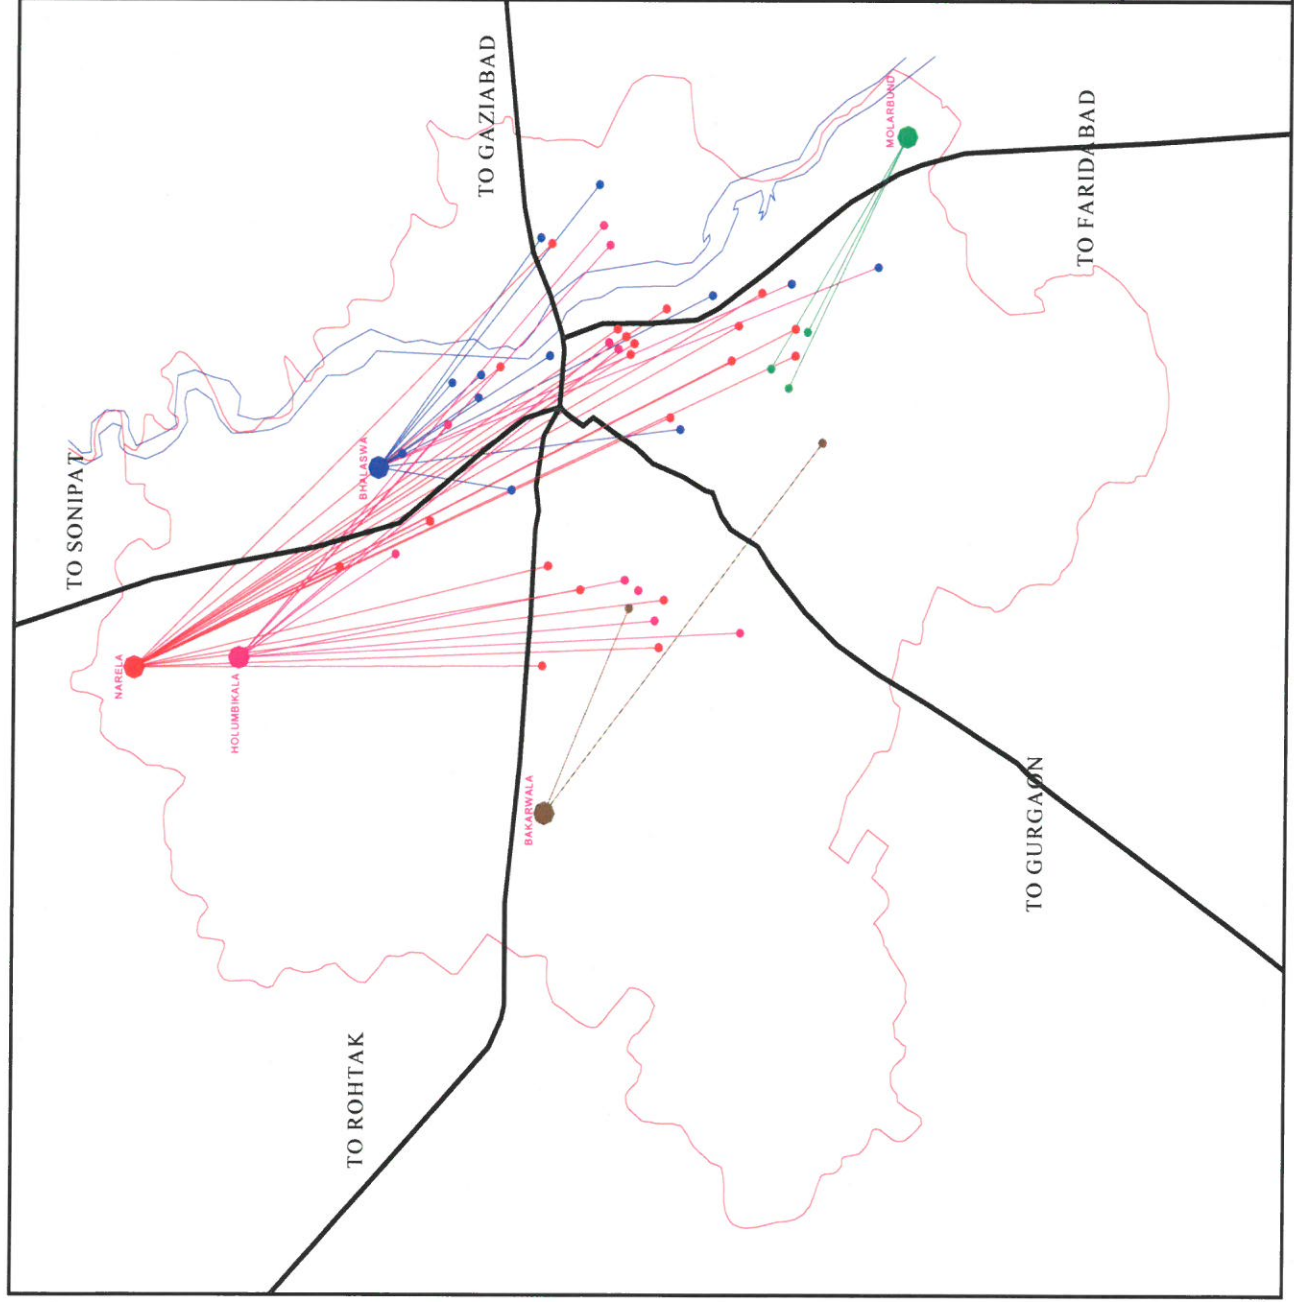 TO GAZIABAD
MOLARBUND
TO FARIDABAD
TO SONIPAT
BHALASWA
NARELA
HOLUMBIKALA
BAKARWALA
TO GURGAON
TO ROHTAK